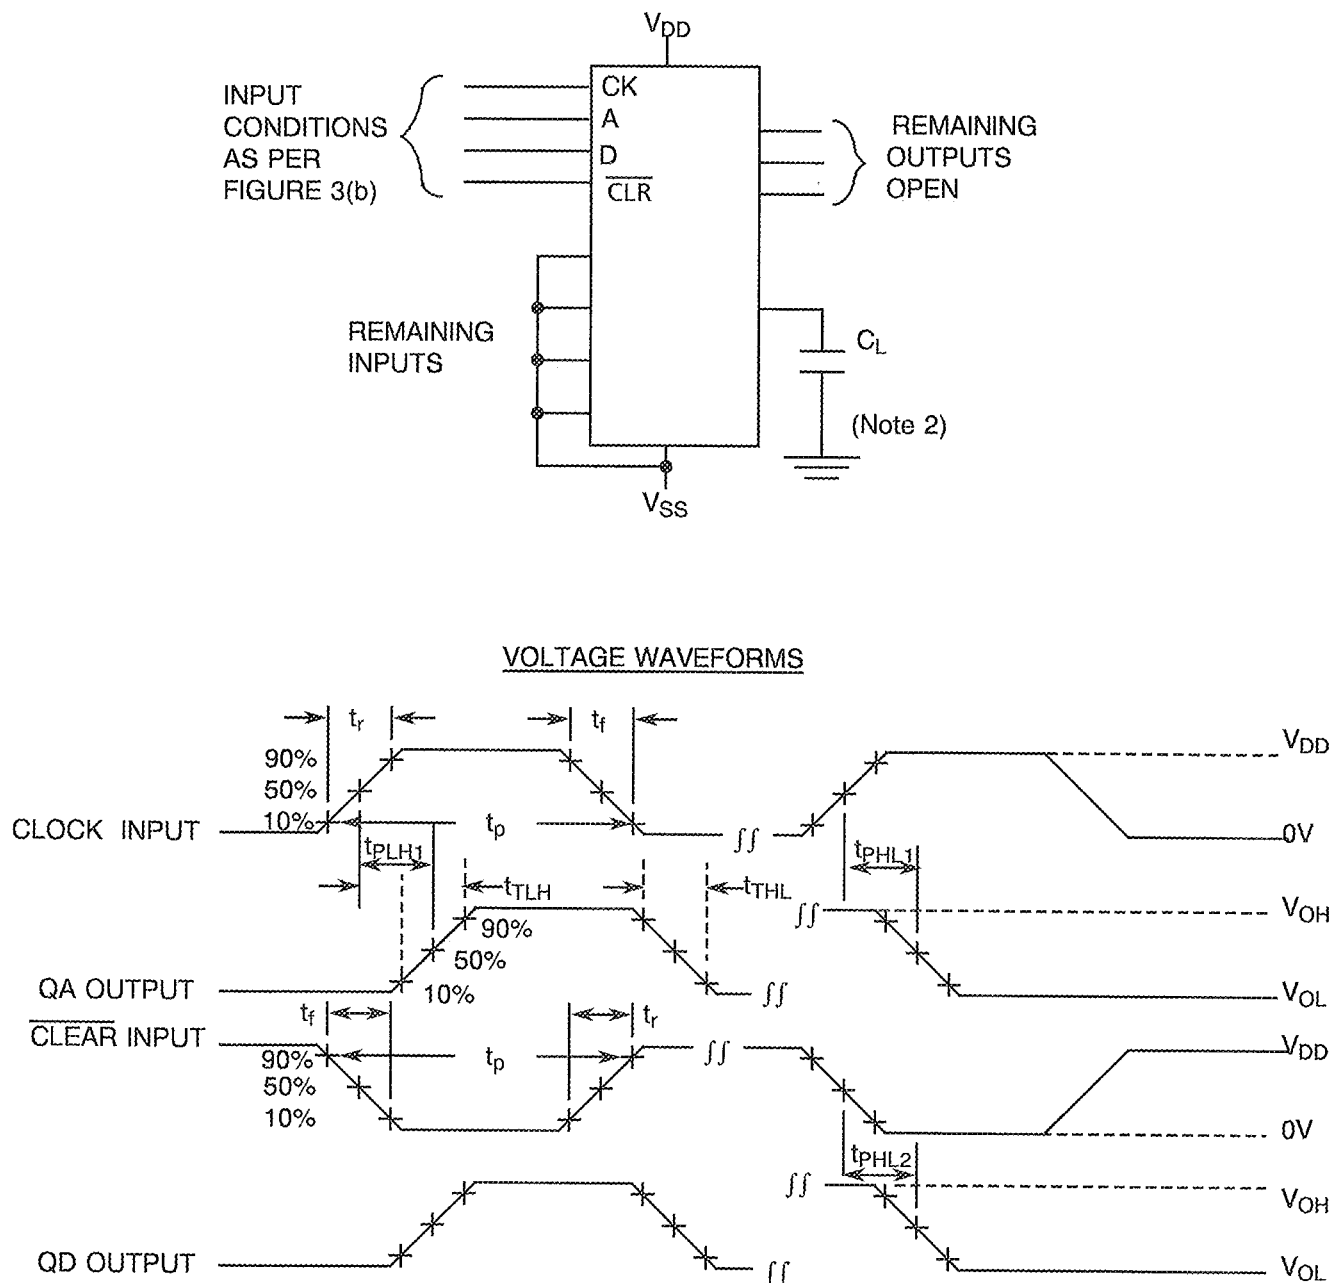 VDD
INPUT
CONDITIONS
AS PER
FIGURE 3(b)
CK
A
D
CLR
REMAINING
OUTPUTS
OPEN
REMAINING
INPUTS
CL
(Note 2)
VSS
VOLTAGE WAVEFORMS
tr
tf
90%
50%
10%
CLOCK INPUT
tp
VDD
0V
tPLH1
tTLH
tTHL
tPHL1
90%
50%
10%
QA OUTPUT
∫∫
∫∫
∫∫
VOH
VOL
tf
tr
CLEAR INPUT
90%
50%
10%
tp
∫∫
VDD
0V
tPHL2
∫∫
VOH
QD OUTPUT
∫∫
VOL